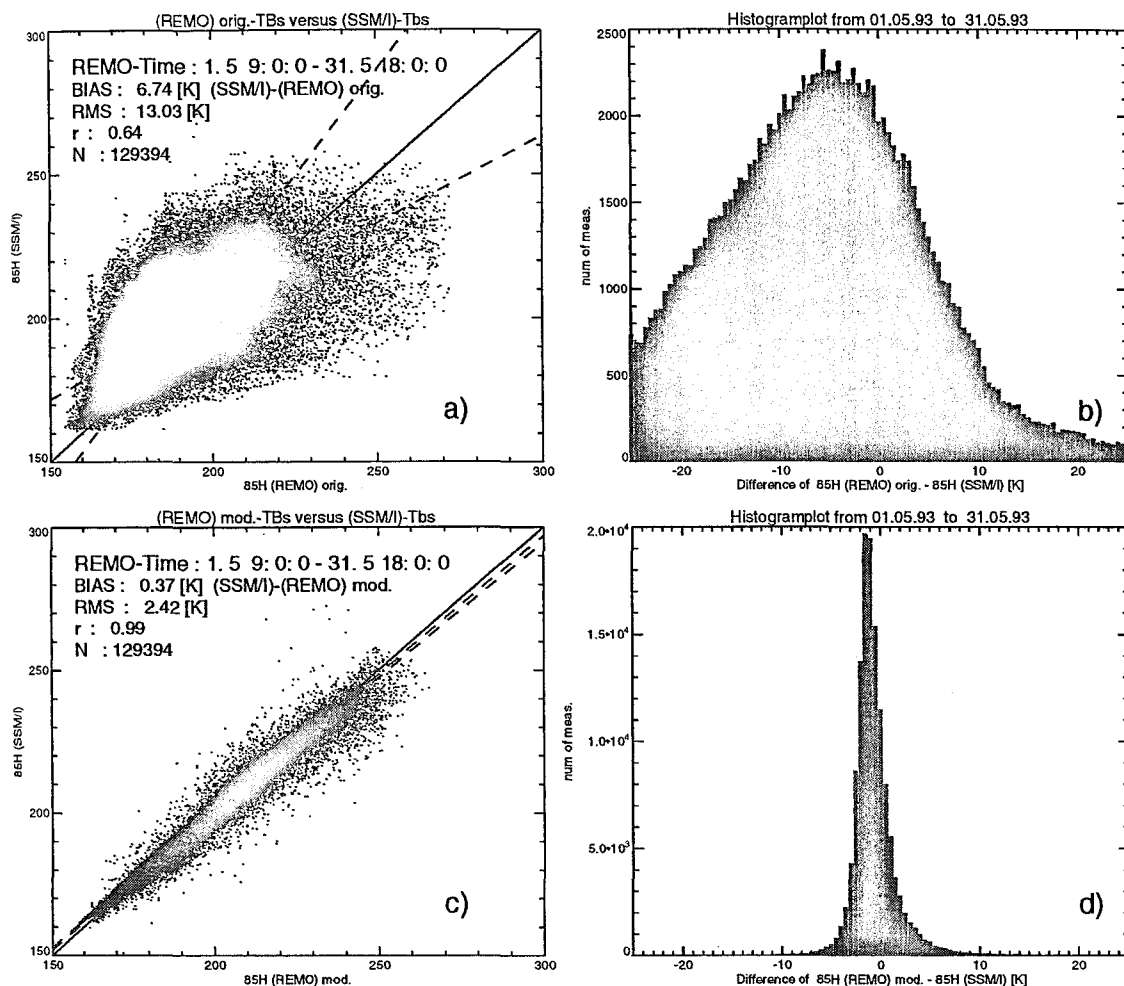 (REMO) orig.-TBs versus (SSM/I)-Tbs
300
REMO-Time : 1. 5 9: 0: 0 - 31. 5 18: 0: 0
BIAS : 6.74 [K] (SSM/I)-(REMO) orig.
RMS : 13.03 [K]
r : 0.64
N : 129394
250
85H (SSM/I)
200
a)
150
150 200 250 300
85H (REMO) orig.
Histogramplot from 01.05.93 to 31.05.93
2500
2000
num of meas.
1500
1000
500
b)
0
-20 -10 0 10 20
Difference of 85H (REMO) orig. - 85H (SSM/I) [K]
(REMO) mod.-TBs versus (SSM/I)-Tbs
300
REMO-Time : 1. 5 9: 0: 0 - 31. 5 18: 0: 0
BIAS : 0.37 [K] (SSM/I)-(REMO) mod.
RMS : 2.42 [K]
r : 0.99
N : 129394
250
85H (SSM/I)
200
c)
150
150 200 250 300
85H (REMO) mod.
Histogramplot from 01.05.93 to 31.05.93
2.0•10⁴
1.5•10⁴
num of meas.
1.0•10⁴
5.0•10³
d)
0
-20 -10 0 10 20
Difference of 85H (REMO) mod. - 85H (SSM/I) [K]